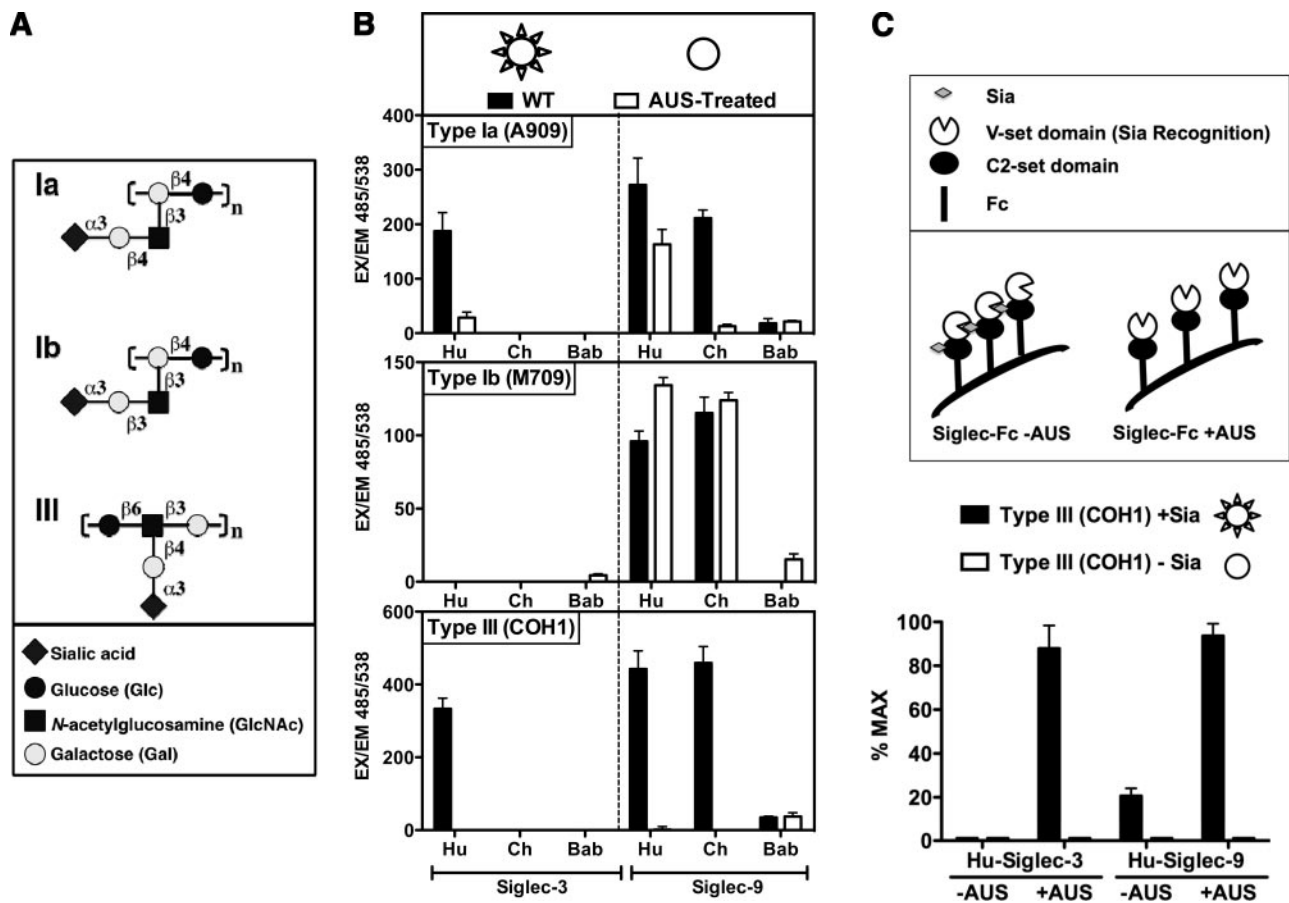 A
Ia
β4
n
α3
β3
β4
Ib
β4
n
α3
β3
β3
III
β6
β3
n
β4
α3
Sialic acid
Glucose (Glc)
N-acetylglucosamine (GlcNAc)
Galactose (Gal)
B
WT
AUS-Treated
Type Ia (A909)
EX/EM 485/538
400
300
200
100
0
Hu
Ch
Bab
Hu
Ch
Bab
Type Ib (M709)
EX/EM 485/538
150
100
50
0
Hu
Ch
Bab
Hu
Ch
Bab
Type III (COH1)
EX/EM 485/538
600
400
200
0
Hu
Ch
Bab
Hu
Ch
Bab
Siglec-3
Siglec-9
C
Sia
V-set domain (Sia Recognition)
C2-set domain
Fc
Siglec-Fc -AUS
Siglec-Fc +AUS
Type III (COH1) +Sia
Type III (COH1) - Sia
% MAX
100
80
60
40
20
0
Hu-Siglec-3
Hu-Siglec-9
-AUS
+AUS
-AUS
+AUS